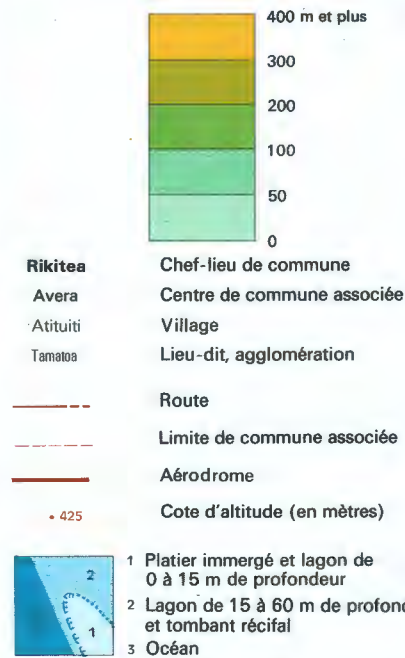 400 m et plus
300
200
100
50
0
Rikitea Chef-lieu de commune
Avera Centre de commune associée
Atituiti Village
Tamatoa Lieu-dit, agglomération
Route
Limite de commune associée
Aérodrome
• 425 Cote d'altitude (en mètres)
2
1
1 Platier immergé et lagon de
0 à 15 m de profondeur
2 Lagon de 15 à 60 m de profond
et tombant récifal
3 Océan